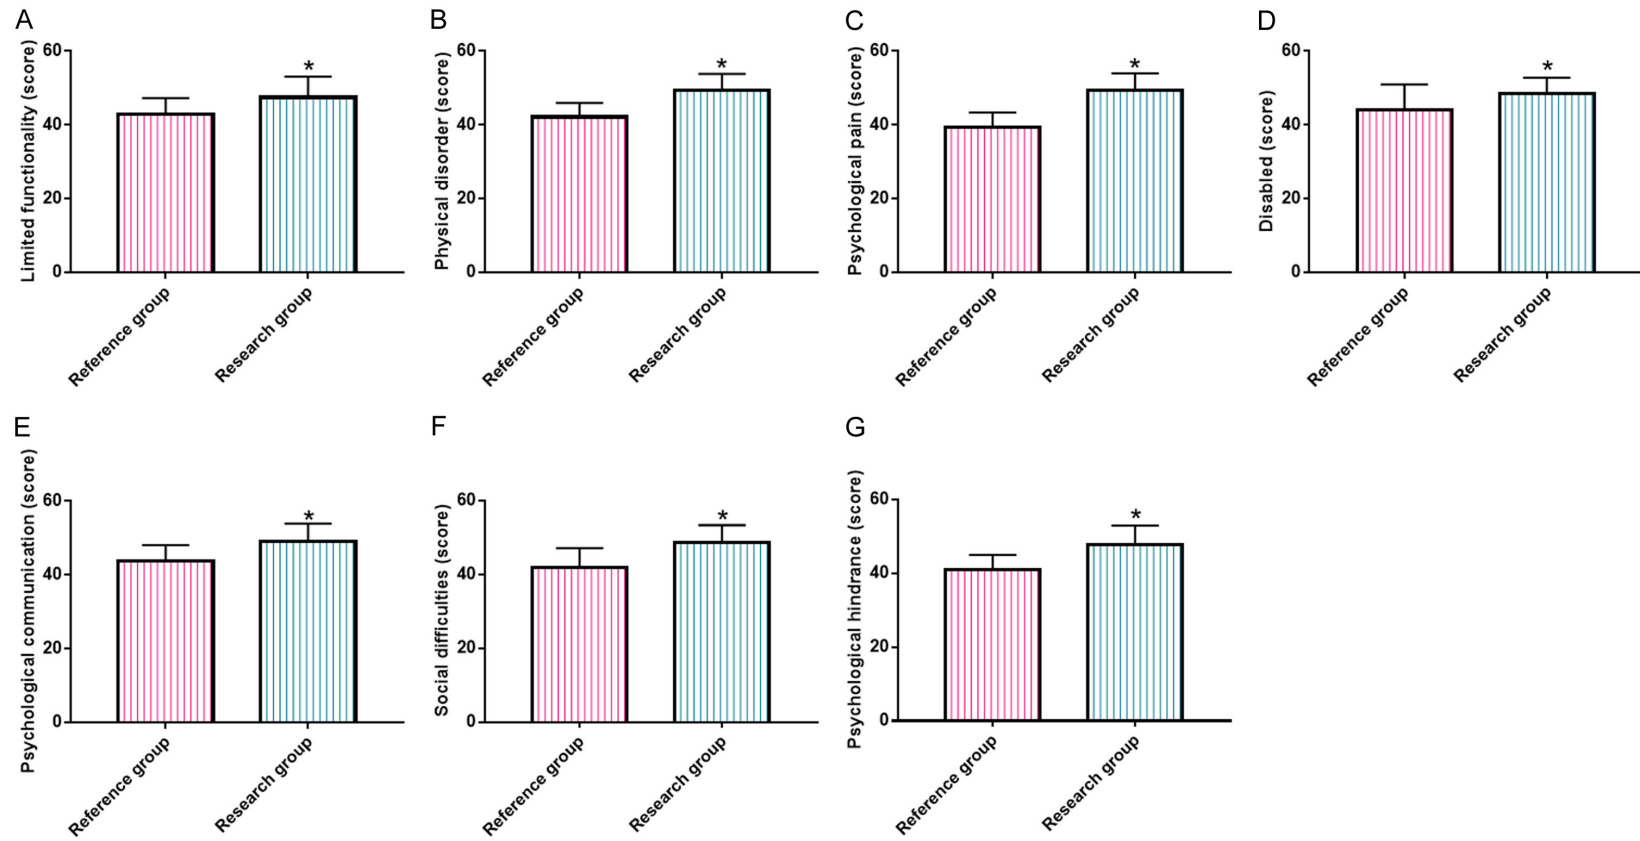 A
Limited functionality (score)
60
40
20
0
*
Reference group
Research group
B
Physical disorder (score)
60
40
20
0
*
Reference group
Research group
C
Psychological pain (score)
60
40
20
0
*
Reference group
Research group
D
Disabled (score)
60
40
20
0
*
Reference group
Research group
E
Psychological communication (score)
60
40
20
0
*
Reference group
Research group
F
Social difficulties (score)
60
40
20
0
*
Reference group
Research group
G
Psychological hindrance (score)
60
40
20
0
*
Reference group
Research group